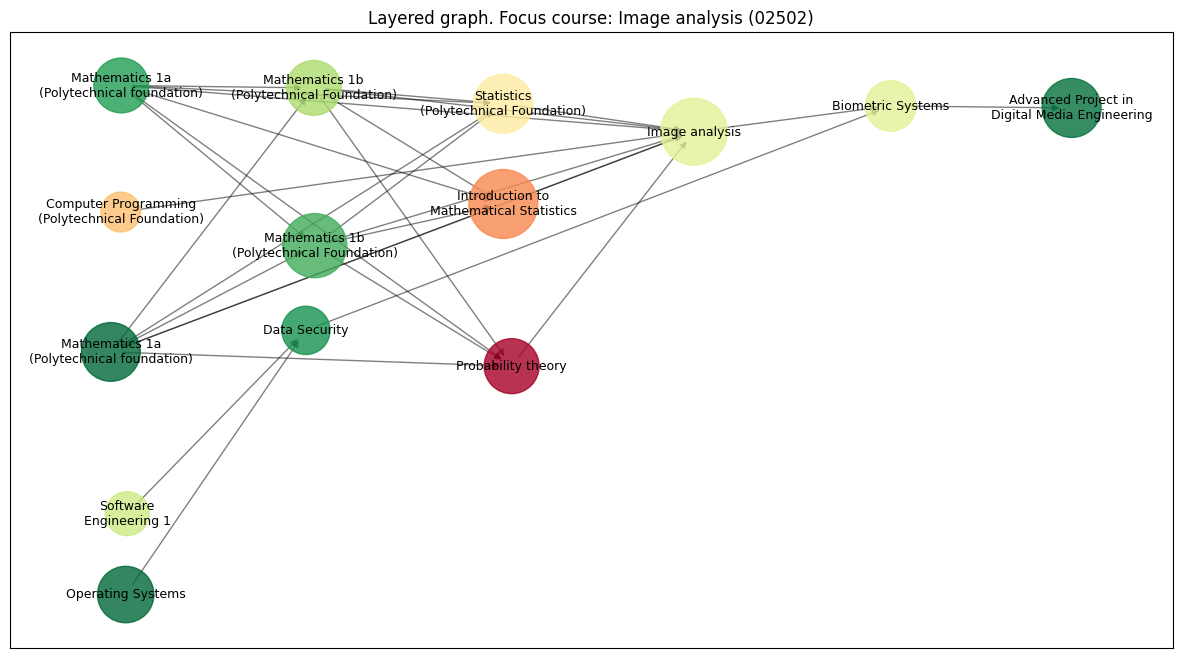 Layered graph. Focus course: Image analysis (02502)
Mathematics 1a
(Polytechnical foundation)
Mathematics 1b
(Polytechnical Foundation)
Statistics
(Polytechnical Foundation)
Image analysis
Biometric Systems
Advanced Project in
Digital Media Engineering
Computer Programming
(Polytechnical Foundation)
Introduction to
Mathematical Statistics
Mathematics 1b
(Polytechnical Foundation)
Data Security
Mathematics 1a
(Polytechnical foundation)
Probability theory
Software
Engineering 1
Operating Systems